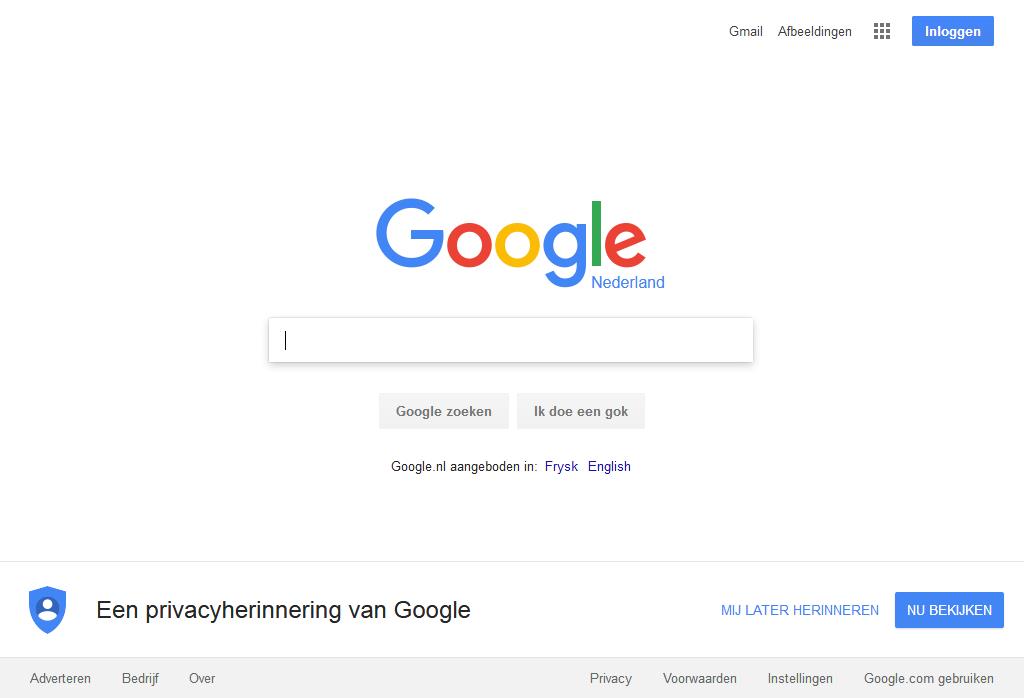 Gmail Afbeeldingen Inloggen
Google
Nederland
Google zoeken Ik doe een gok
Google.nl aangeboden in: Frysk English
Een privacyherinnering van Google MIJ LATER HERINNEREN NU BEKIJKEN
Adverteren Bedrijf Over Privacy Voorwaarden Instellingen Google.com gebruiken